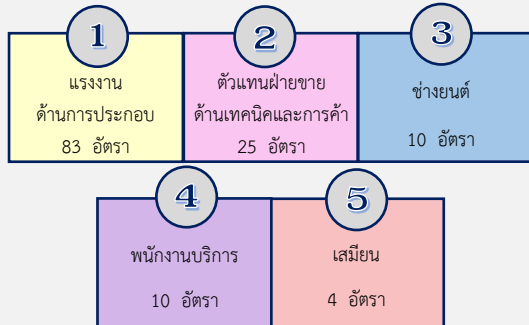 1
แรงงาน
ด้านการประกอบ
83 อัตรา
2
ตัวแทนฝ่ายขาย
ด้านเทคนิคและการค้า
25 อัตรา
3
ช่างยนต์
10 อัตรา
4
พนักงานบริการ
10 อัตรา
5
เสมียน
4 อัตรา